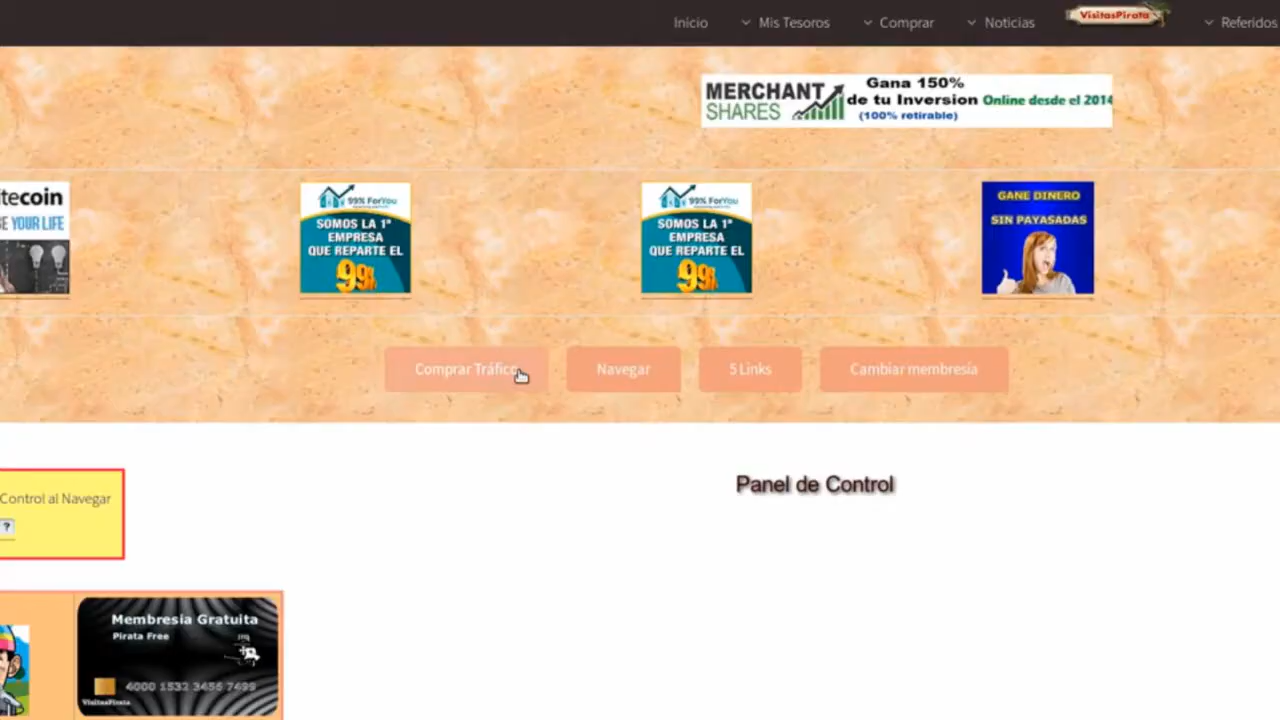 Inicio
Mis Tesoros
Comprar
Noticias
VisitasPirata
Referidos
MERCHANT
SHARES
Gana 150%
de tu Inversion Online desde el 2014
(100% retirable)
itecoin
YOUR LIFE
99% ForYou
SOMOS LA 1ª
EMPRESA
QUE REPARTE EL
99%
99% ForYou
SOMOS LA 1ª
EMPRESA
QUE REPARTE EL
99%
GANE DINERO
SIN PAYASADAS
Comprar Tráfico
Navegar
5 Links
Cambiar membresía
Panel de Control
Control al Navegar
?
Membresia Gratuita
Pirata Free
4000 1532 3456 7499
VisitasPirata